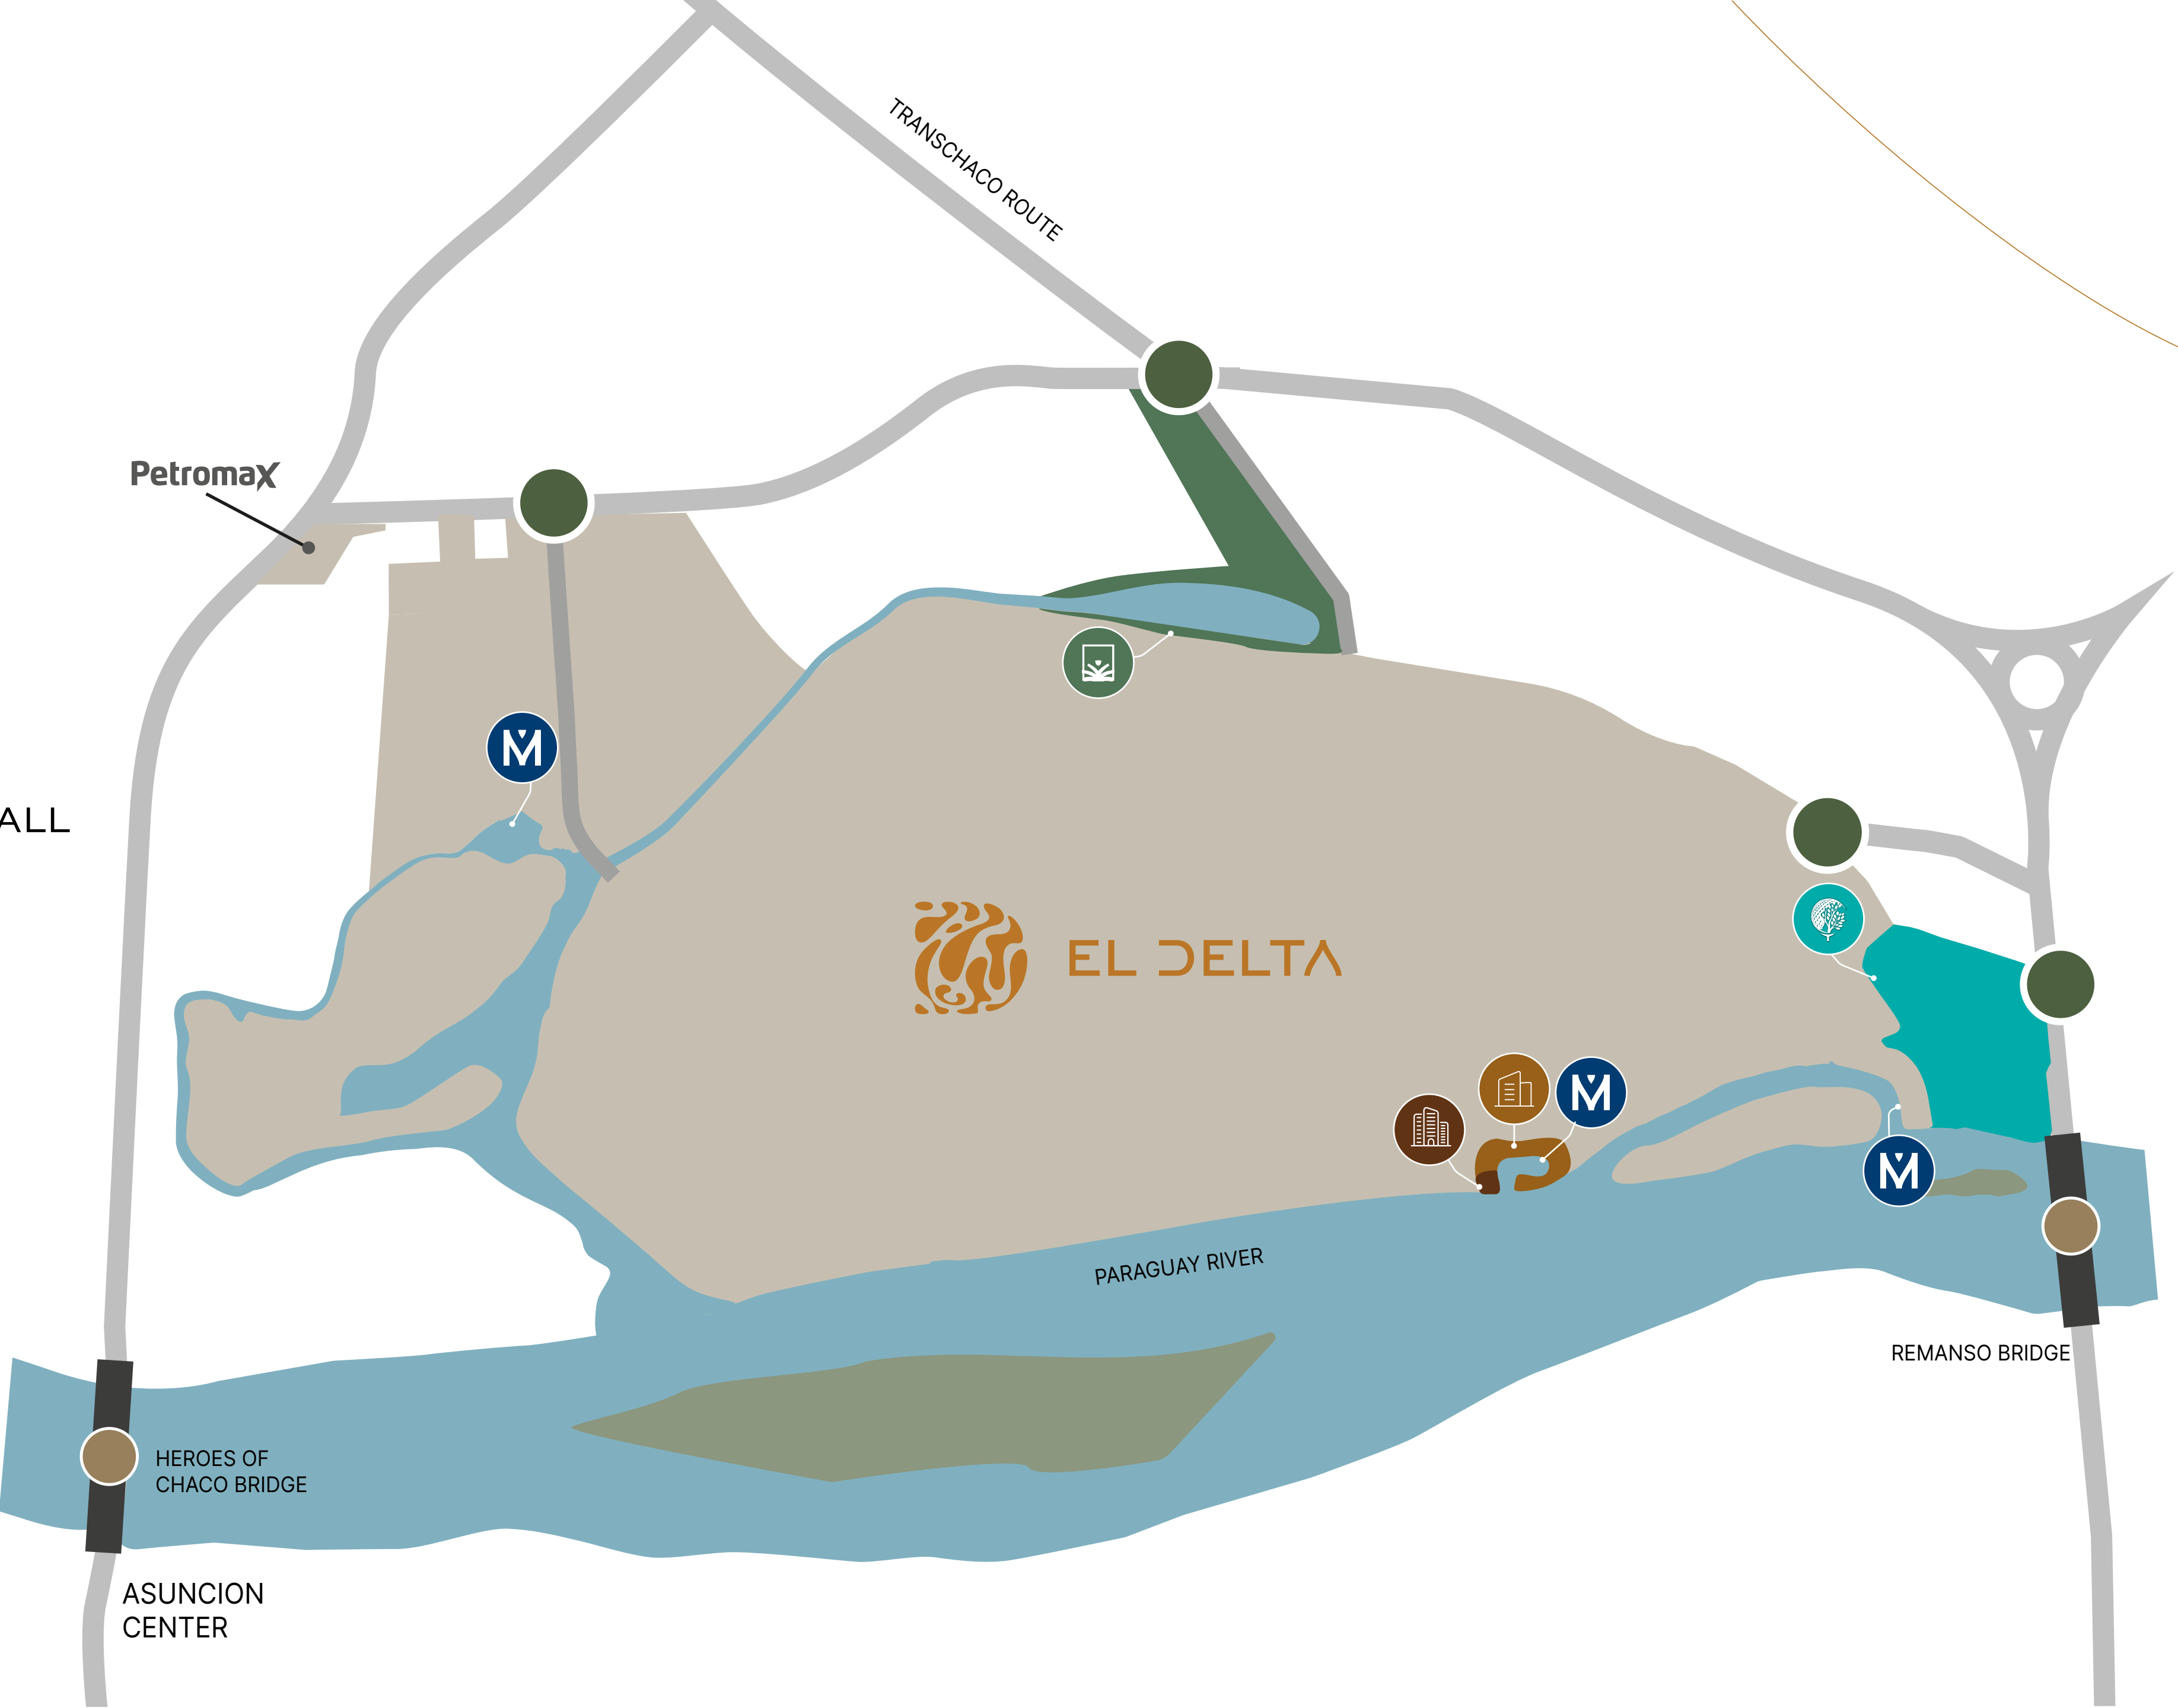 TRANSCHACO ROUTE
Petromax
ALL
EL DELTA
PARAGUAY RIVER
REMANSO BRIDGE
HEROES OF
CHACO BRIDGE
ASUNCION
CENTER